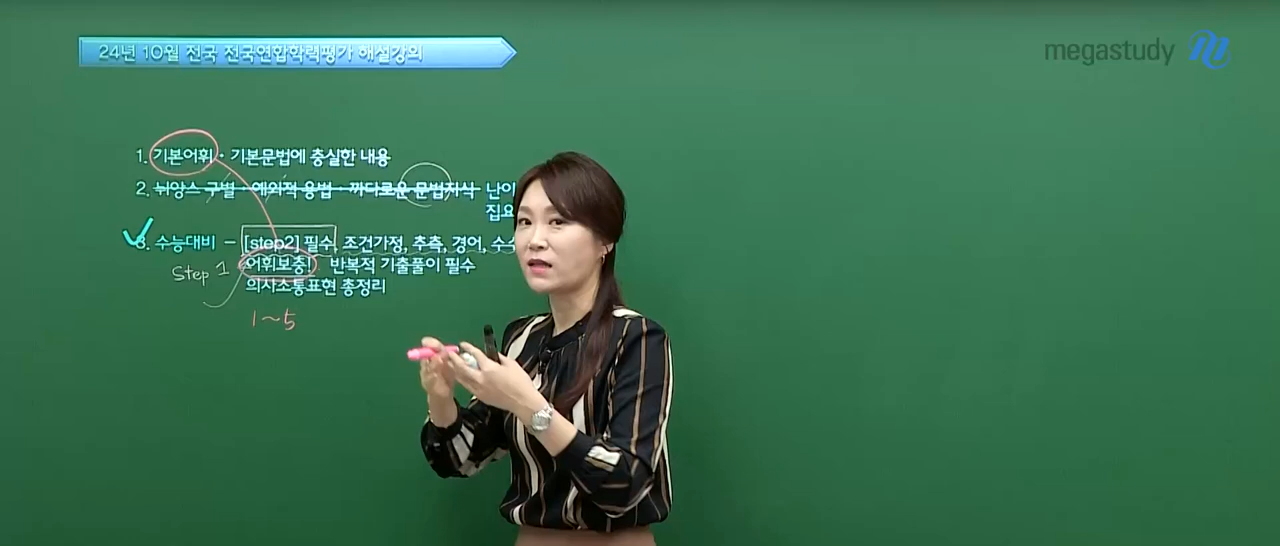 24년 10월 전국 전국연합학력평가 해설강의
megastudy
1. 기본어휘·기본문법에 충실한 내용
2. 뉘앙스 구별·예외적 용법·까다로운 문법지식 난이
집요
3. 수능대비 - [step2] 필수, 조건가정, 추측, 경어, 수수
Step 1 어휘보충! 반복적 기출풀이 필수
의사소통표현 총정리
1~5